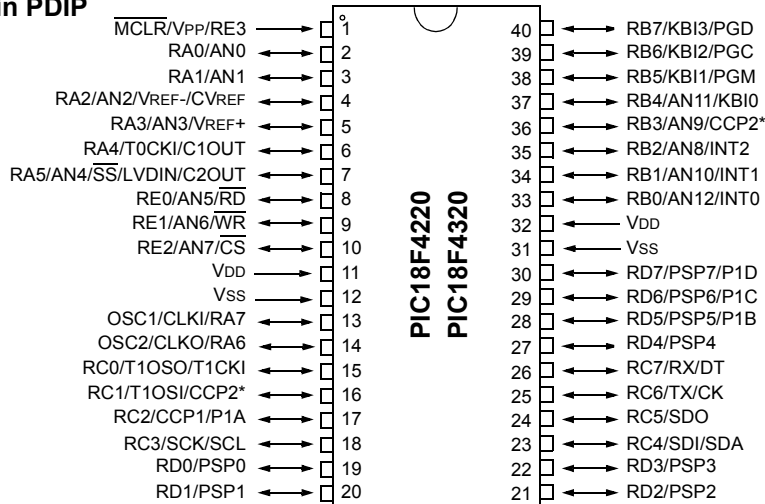 in PDIP
MCLR/VPP/RE3 1 40 RB7/KBI3/PGD
RA0/AN0 2 39 RB6/KBI2/PGC
RA1/AN1 3 38 RB5/KBI1/PGM
RA2/AN2/VREF-/CVREF 4 37 RB4/AN11/KBI0
RA3/AN3/VREF+ 5 36 RB3/AN9/CCP2*
RA4/T0CKI/C1OUT 6 35 RB2/AN8/INT2
RA5/AN4/SS/LVDIN/C2OUT 7 34 RB1/AN10/INT1
RE0/AN5/RD 8 33 RB0/AN12/INT0
RE1/AN6/WR 9 32 VDD
RE2/AN7/CS 10 31 VSS
VDD 11 30 RD7/PSP7/P1D
VSS 12 29 RD6/PSP6/P1C
OSC1/CLKI/RA7 13 28 RD5/PSP5/P1B
OSC2/CLKO/RA6 14 27 RD4/PSP4
RC0/T1OSO/T1CKI 15 26 RC7/RX/DT
RC1/T1OSI/CCP2* 16 25 RC6/TX/CK
RC2/CCP1/P1A 17 24 RC5/SDO
RC3/SCK/SCL 18 23 RC4/SDI/SDA
RD0/PSP0 19 22 RD3/PSP3
RD1/PSP1 20 21 RD2/PSP2
PIC18F4220
PIC18F4320